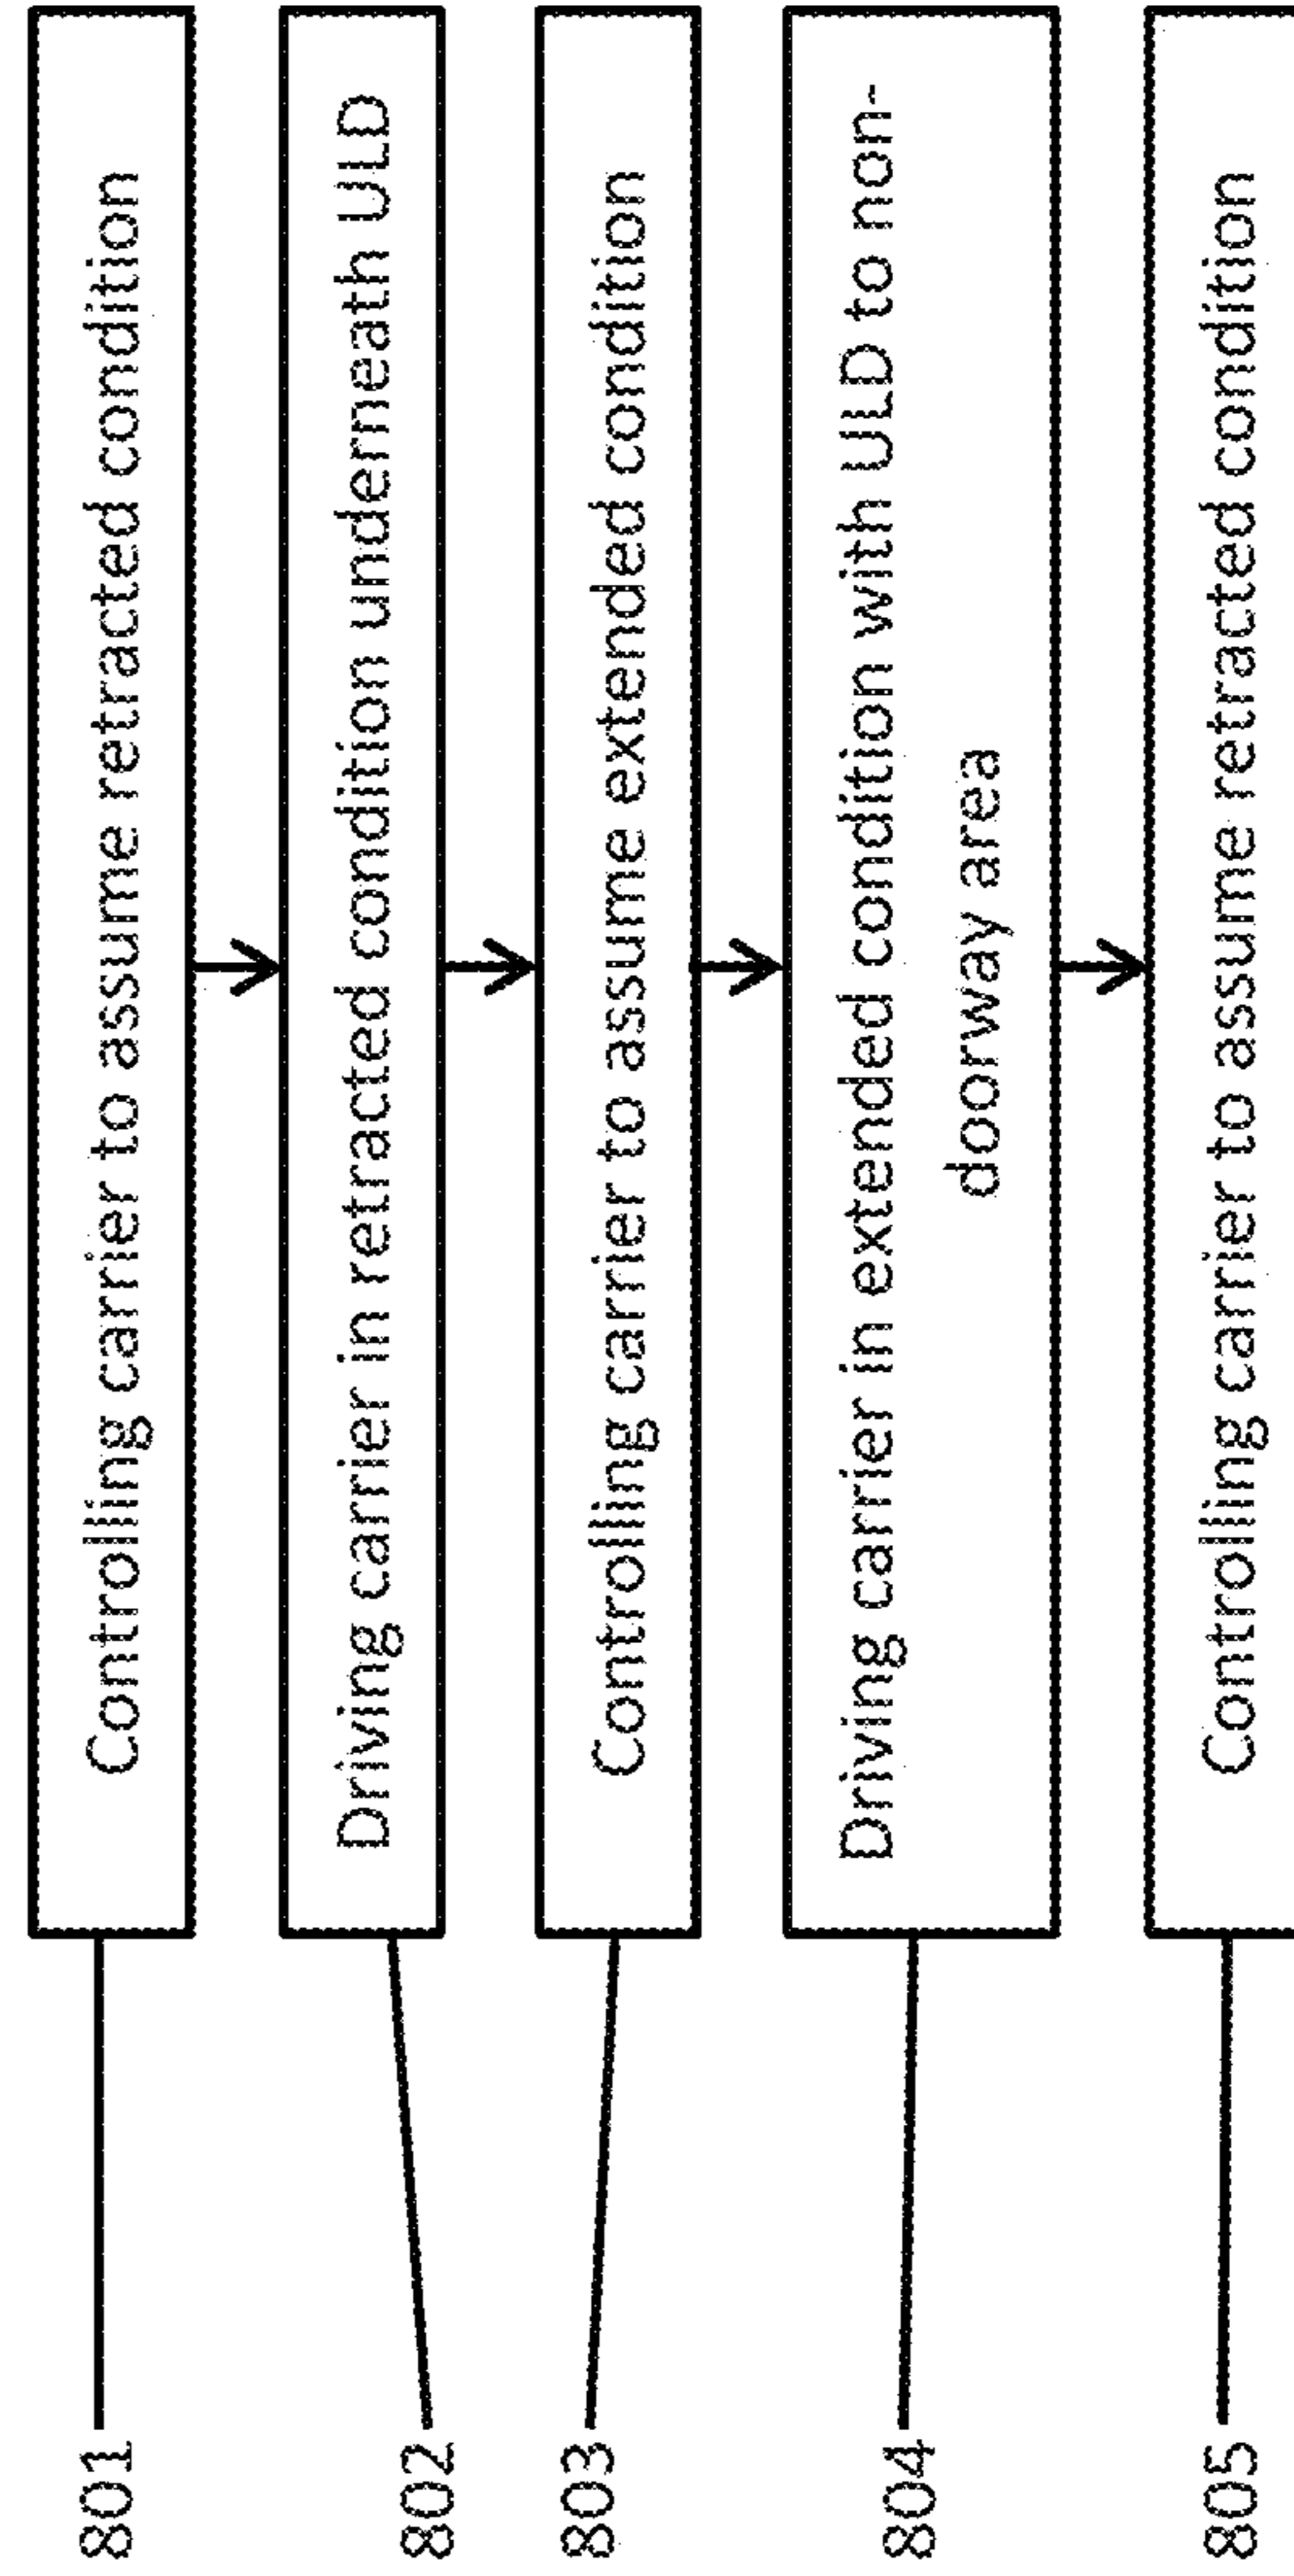 801
Controlling carrier to assume retracted condition
802
Driving carrier in retracted condition underneath ULD
803
Controlling carrier to assume extended condition
804
Driving carrier in extended condition with ULD to non-
doorway area
805
Controlling carrier to assume retracted condition